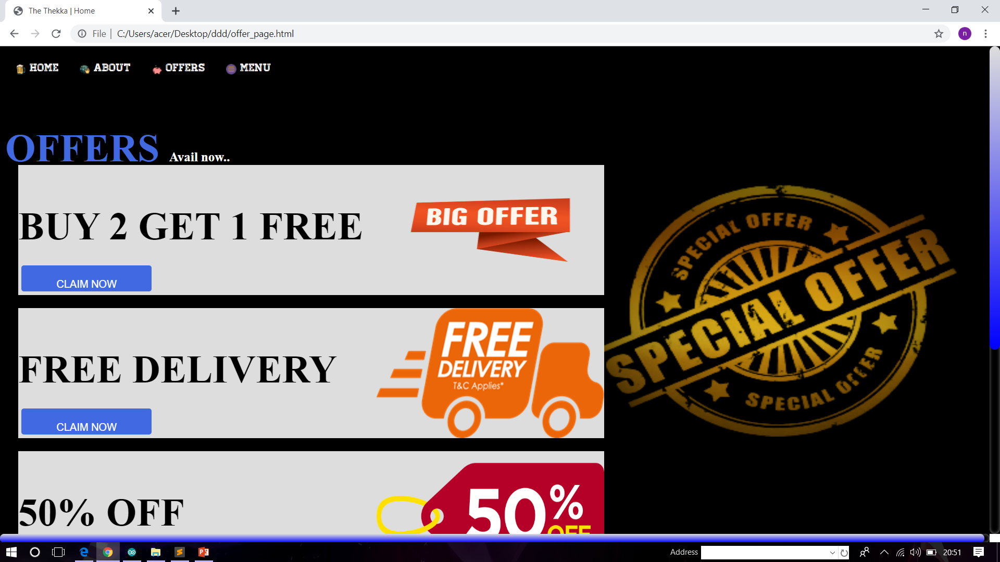 The Thekka | Home
File | C:/Users/acer/Desktop/ddd/offer_page.html
n
HOME
ABOUT
OFFERS
MENU
OFFERS Avail now..
BUY 2 GET 1 FREE
BIG OFFER
CLAIM NOW
SPECIAL OFFER
SPECIAL OFFER
SPECIAL OFFER
FREE DELIVERY
FREE
DELIVERY
T&C Applies*
CLAIM NOW
50% OFF
50%
OFF
Address
20:51